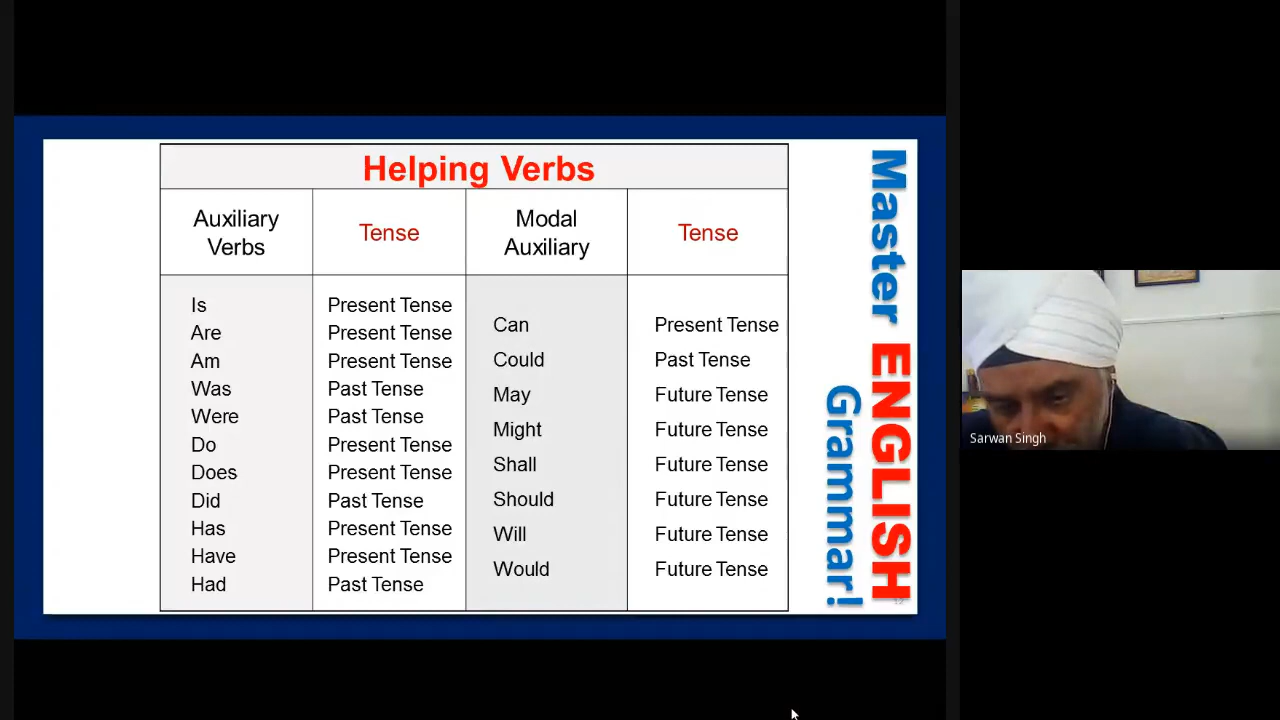 Helping Verbs
Auxiliary Verbs
Tense
Modal Auxiliary
Tense
Is Present Tense
Are Present Tense
Am Present Tense
Was Past Tense
Were Past Tense
Do Present Tense
Does Present Tense
Did Past Tense
Has Present Tense
Have Present Tense
Had Past Tense
Can Present Tense
Could Past Tense
May Future Tense
Might Future Tense
Shall Future Tense
Should Future Tense
Will Future Tense
Would Future Tense
Master ENGLISH
Grammar!
12
Sarwan Singh